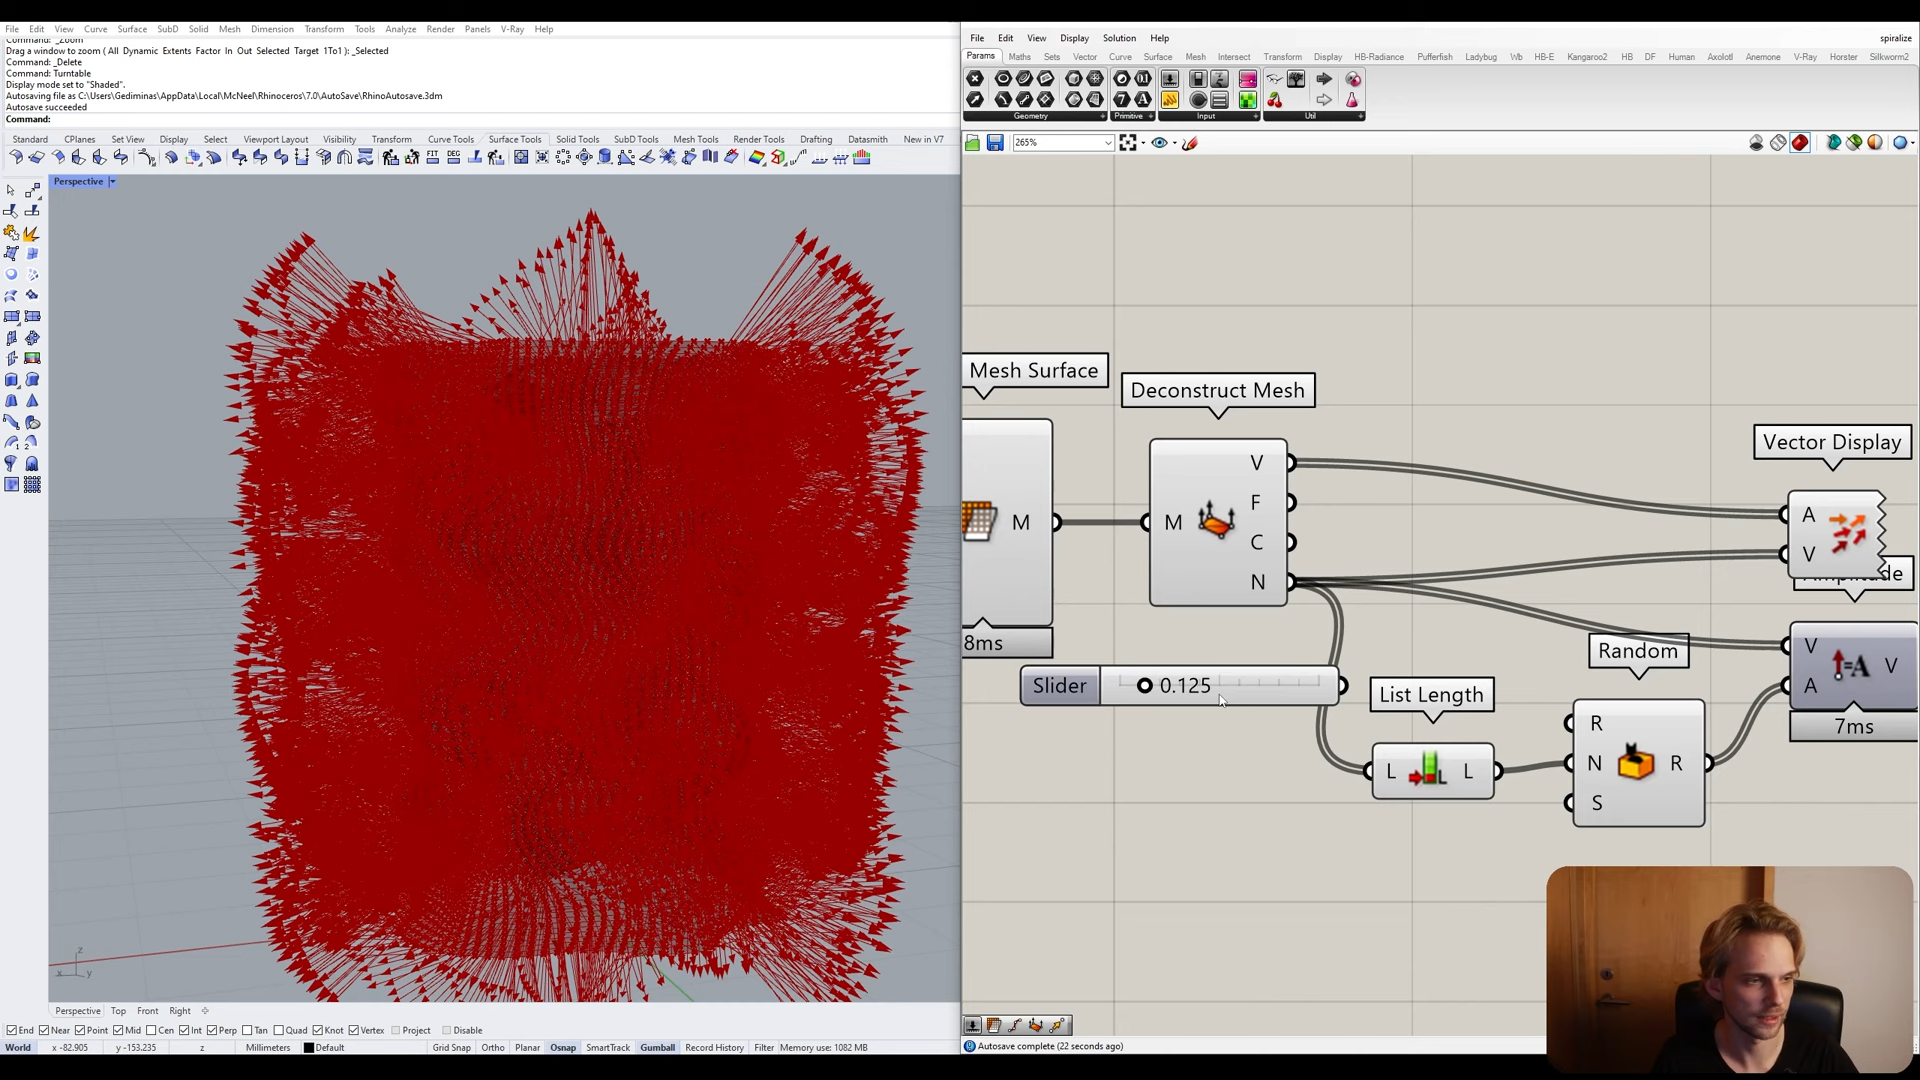 File Edit View Curve Surface SubD Solid Mesh Dimension Transform Tools Analyze Render Panels V-Ray Help
Command: _Zoom
Drag a window to zoom ( All Dynamic Extents Factor In Out Selected Target 1To1 ): _Selected
Command: _Delete
Command: Turntable
Display mode set to "Shaded".
Autosaving file as C:\Users\Gediminas\AppData\Local\McNeel\Rhinoceros\7.0\AutoSave\RhinoAutosave.3dm
Autosave succeeded
Command:
Standard CPlanes Set View Display Select Viewport Layout Visibility Transform Curve Tools Surface Tools Solid Tools SubD Tools Mesh Tools Render Tools Drafting Datasmith New in V7
Perspective
z
x y
Perspective Top Front Right
End Near Point Mid Cen Int Perp Tan Quad Knot Vertex Project Disable
World x -82.905 y -153.235 z Millimeters Default Grid Snap Ortho Planar Osnap SmartTrack Gumball Record History Filter Memory use: 1082 MB
File Edit View Display Solution Help spiralize
Params Maths Sets Vector Curve Surface Mesh Intersect Transform Display HB-Radiance Pufferfish Ladybug Wb HB-E Kangaroo2 HB DF Human Axolotl Anemone V-Ray Horster Silkworm2
Geometry Primitive Input Util
265%
Mesh Surface
M
8ms
Deconstruct Mesh
M
V
F
C
N
Slider 0.125
List Length
L L
Random
R
N R
S
Vector Display
A
V
V V
A
7ms
Autosave complete (22 seconds ago)